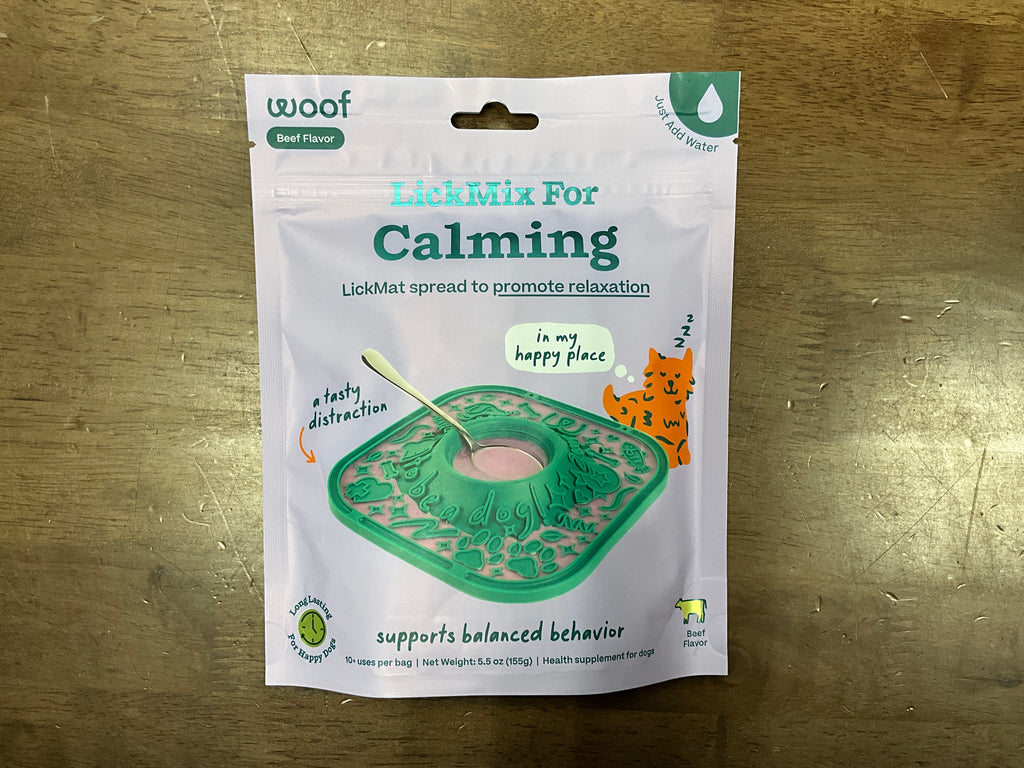 woof
Beef Flavor
Just Add Water
LickMix For
Calming
LickMat spread to promote relaxation
in my
happy place
z
z
z
a tasty
distraction
be a dog!
Long Lasting
For Happy Dogs
supports balanced behavior
Beef
Flavor
10+ uses per bag | Net Weight: 5.5 oz (155g) | Health supplement for dogs